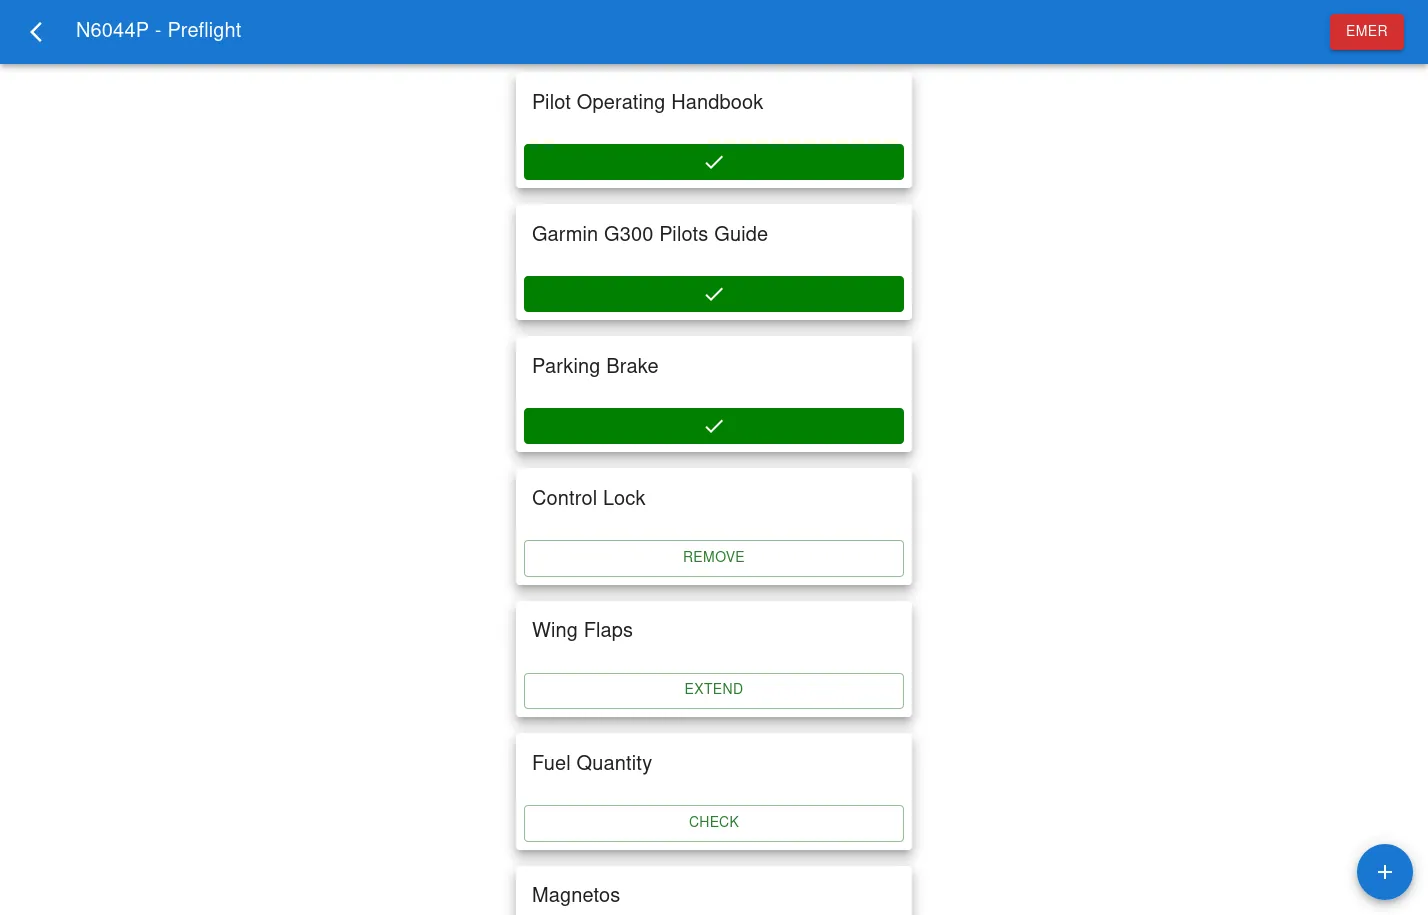 N6044P - Preflight
EMER
Pilot Operating Handbook
Garmin G300 Pilots Guide
Parking Brake
Control Lock
REMOVE
Wing Flaps
EXTEND
Fuel Quantity
CHECK
Magnetos